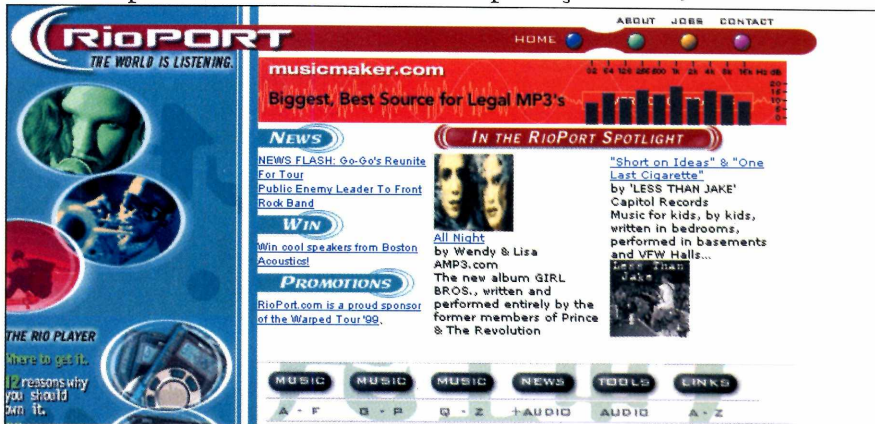 ABOUT JOBS CONTACT
RioPORT
HOME
THE WORLD IS LISTENING.
musicmaker.com
Biggest, Best Source for Legal MP3's
NEWS
NEWS FLASH: Go-Go's Reunite
For Tour
Public Enemy Leader To Front
Rock Band
WIN
Win cool speakers from Boston
Acoustics!
PROMOTIONS
RioPort.com is a proud sponsor
of the Warped Tour '99.
IN THE RIOPORT SPOTLIGHT
All Night
by Wendy & Lisa
AMP3.com
The new album GIRL
BROS., written and
performed entirely by the
former members of Prince
& The Revolution
"Short on Ideas" & "One
Last Cigarette"
by 'LESS THAN JAKE'
Capitol Records
Music for kids, by kids,
written in bedrooms,
performed in basements
and VFW Halls...
Less Than
Jake
THE RIO PLAYER
Where to get it.
12 reasons why
you should
own it.
MUSIC MUSIC MUSIC NEWS TOOLS LINKS
A - F G - P Q - Z +AUDIO AUDIO A - Z